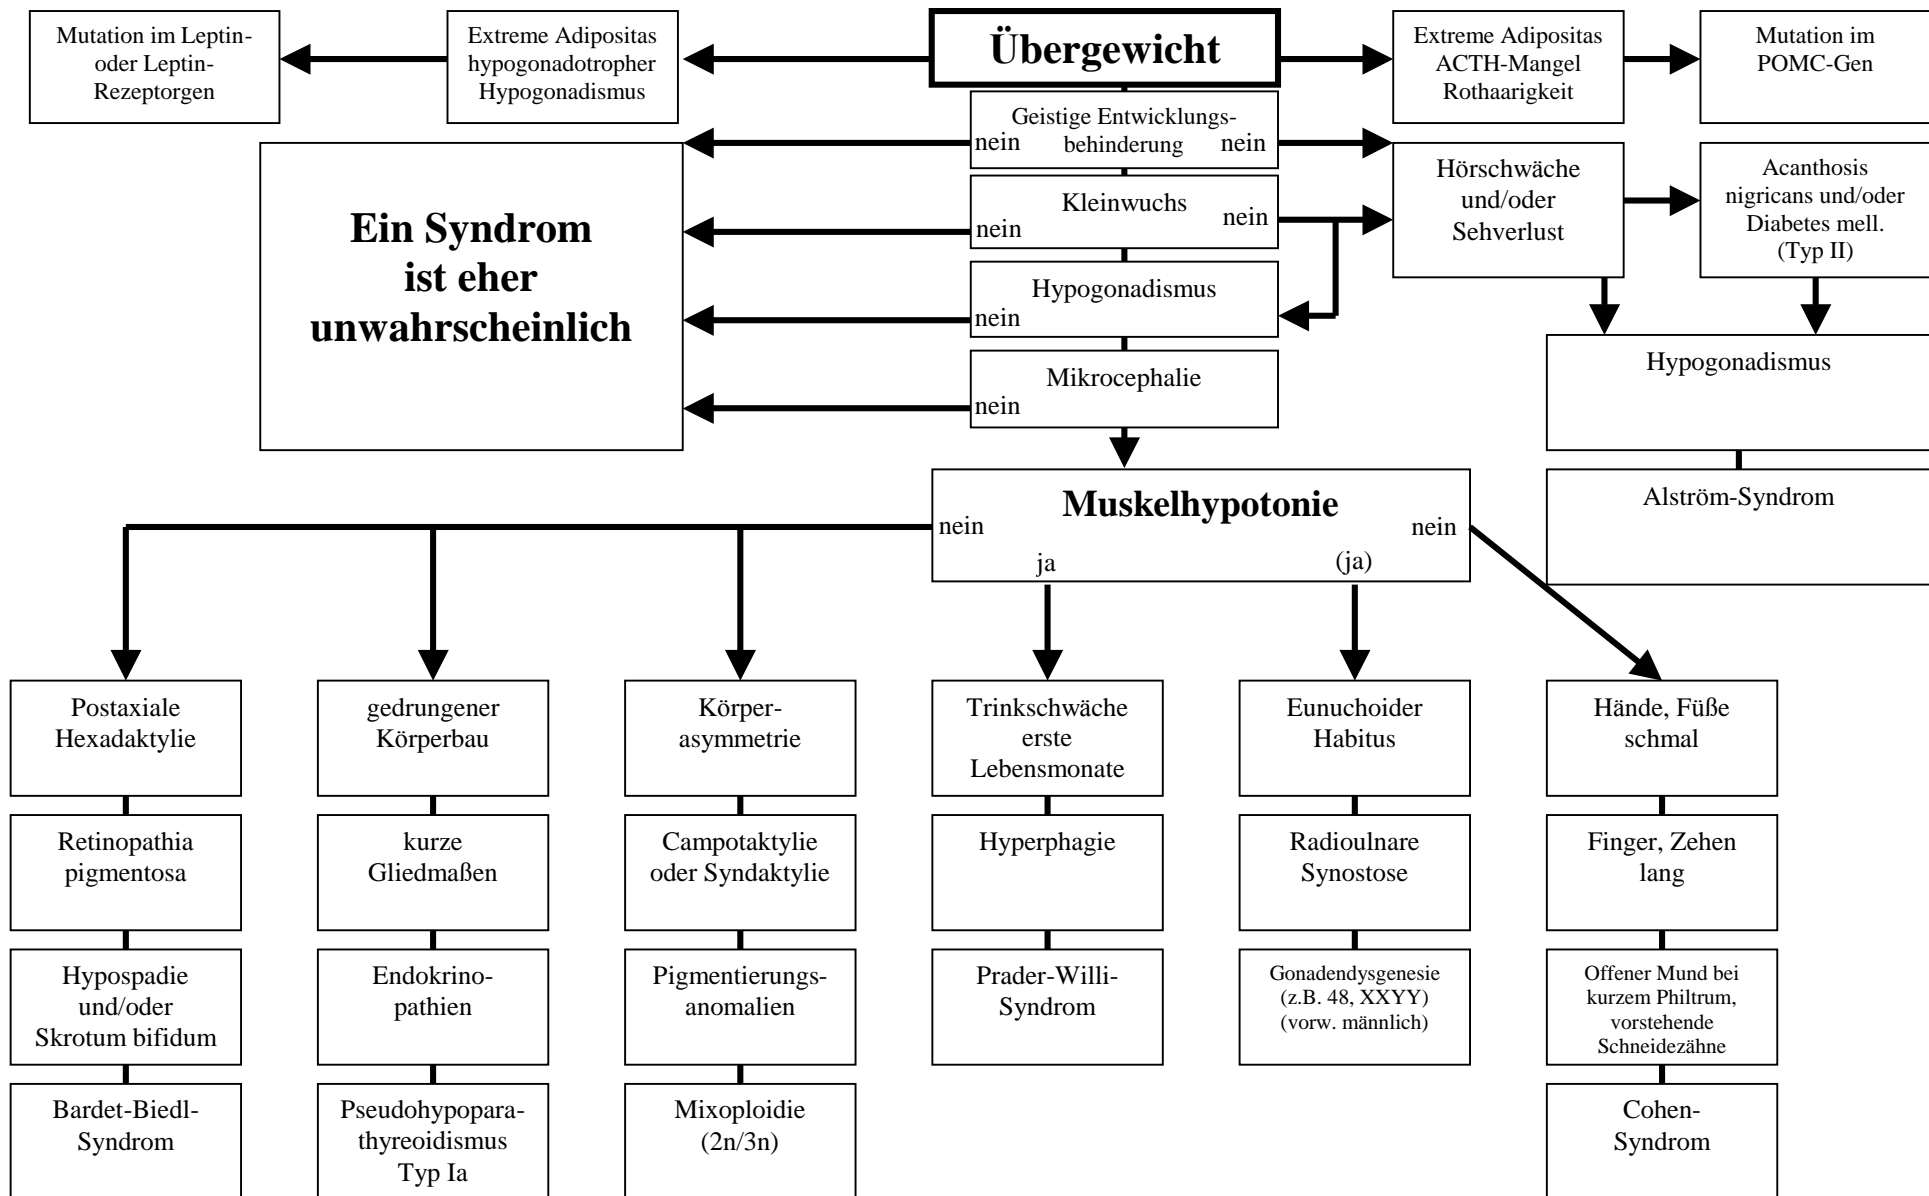 Mutation im Leptin-
oder Leptin-
Rezeptorgen
Extreme Adipositas
hypogonadotropher
Hypogonadismus
Übergewicht
Extreme Adipositas
ACTH-Mangel
Rothaarigkeit
Mutation im
POMC-Gen
Geistige Entwicklungs-
behinderung
nein
nein
Kleinwuchs
nein
nein
Hypogonadismus
nein
Mikrocephalie
nein
Ein Syndrom
ist eher
unwahrscheinlich
Hörschwäche
und/oder
Sehverlust
Acanthosis
nigricans und/oder
Diabetes mell.
(Typ II)
Hypogonadismus
Alström-Syndrom
Muskelhypotonie
nein
nein
ja
(ja)
Postaxiale
Hexadaktylie
Retinopathia
pigmentosa
Hypospadie
und/oder
Skrotum bifidum
Bardet-Biedl-
Syndrom
gedrungener
Körperbau
kurze
Gliedmaßen
Endokrino-
pathien
Pseudohypopara-
thyreoidismus
Typ Ia
Körper-
asymmetrie
Campotaktylie
oder Syndaktylie
Pigmentierungs-
anomalien
Mixoploidie
(2n/3n)
Trinkschwäche
erste
Lebensmonate
Hyperphagie
Prader-Willi-
Syndrom
Eunuchoider
Habitus
Radioulnare
Synostose
Gonadendysgenesie
(z.B. 48, XXYY)
(vorw. männlich)
Hände, Füße
schmal
Finger, Zehen
lang
Offener Mund bei
kurzem Philtrum,
vorstehende
Schneidezähne
Cohen-
Syndrom